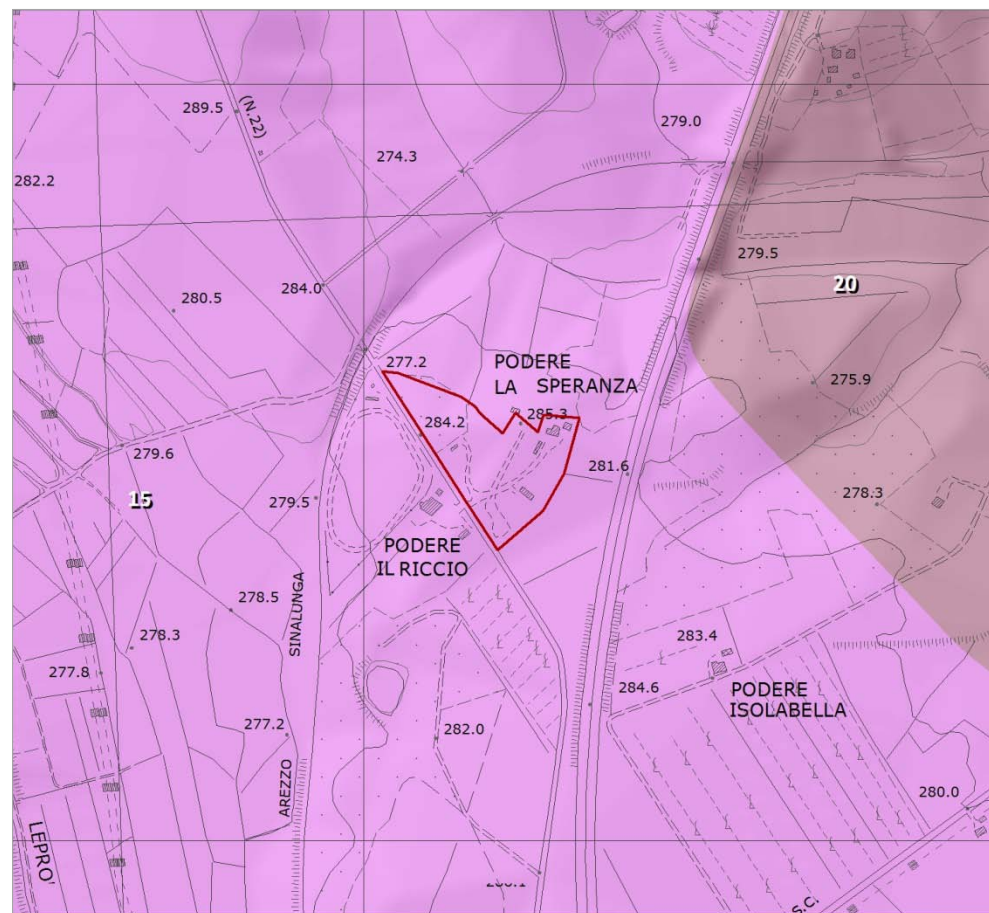 289.5
(N.22)
274.3
279.0
282.2
279.5
280.5
284.0
20
277.2
PODERE
LA SPERANZA
275.9
284.2
285.3
279.6
281.6
15
279.5
278.3
PODERE
IL RICCIO
278.5
SINALUNGA
278.3
283.4
277.8
284.6
PODERE
ISOLABELLA
277.2
282.0
AREZZO
280.0
LEPRO'
S.C.